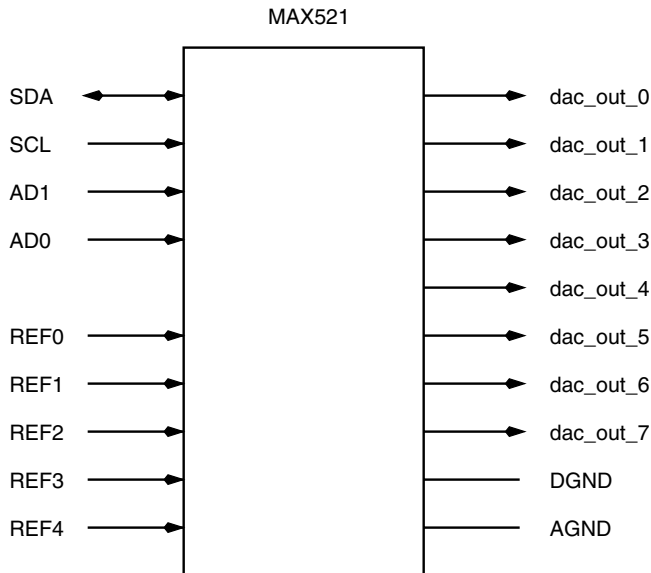 MAX521
SDA
SCL
AD1
AD0
REF0
REF1
REF2
REF3
REF4
dac_out_0
dac_out_1
dac_out_2
dac_out_3
dac_out_4
dac_out_5
dac_out_6
dac_out_7
DGND
AGND